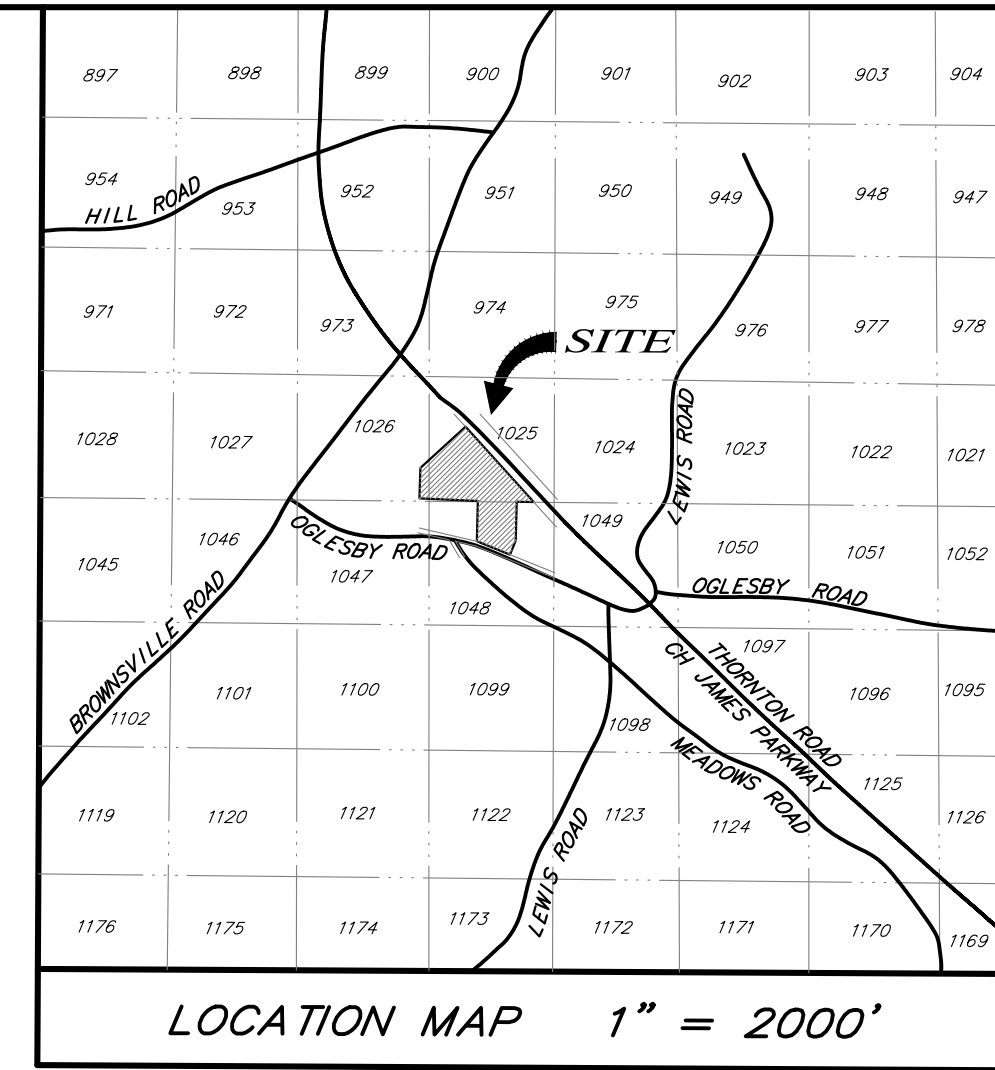 897 898 899 900 901 902 903 904
954 HILL ROAD 953 952 951 950 949 948 947
971 972 973 974 975 976 977 978
SITE
1028 1027 1026 1025 1024 LEWIS ROAD 1023 1022 1021
1045 1046 OGLESBY ROAD 1047 1048 1049 1050 1051 1052
OGLESBY ROAD
BROWNSVILLE ROAD
1102 1101 1100 1099 1098 1097 1096 1095
THORNTON ROAD
CH JAMES PARKWAY
MEADOWS ROAD
1119 1120 1121 1122 1123 1124 1125 1126
LEWIS ROAD
1176 1175 1174 1173 1172 1171 1170 1169
LOCATION MAP 1" = 2000'